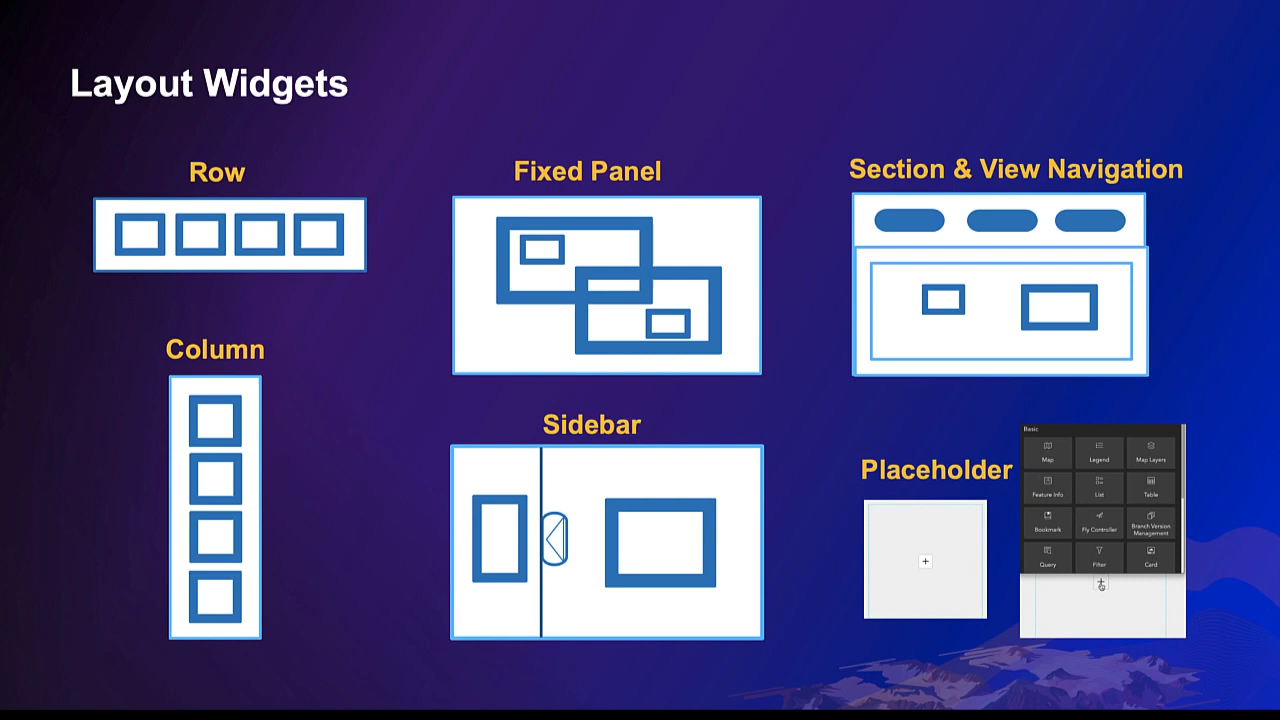 Layout Widgets
Row
Fixed Panel
Section & View Navigation
Column
Sidebar
Placeholder
Basic
Map
Legend
Map Layers
Feature Info
List
Table
Bookmark
Fly Controller
Branch Version
Management
Query
Filter
Card